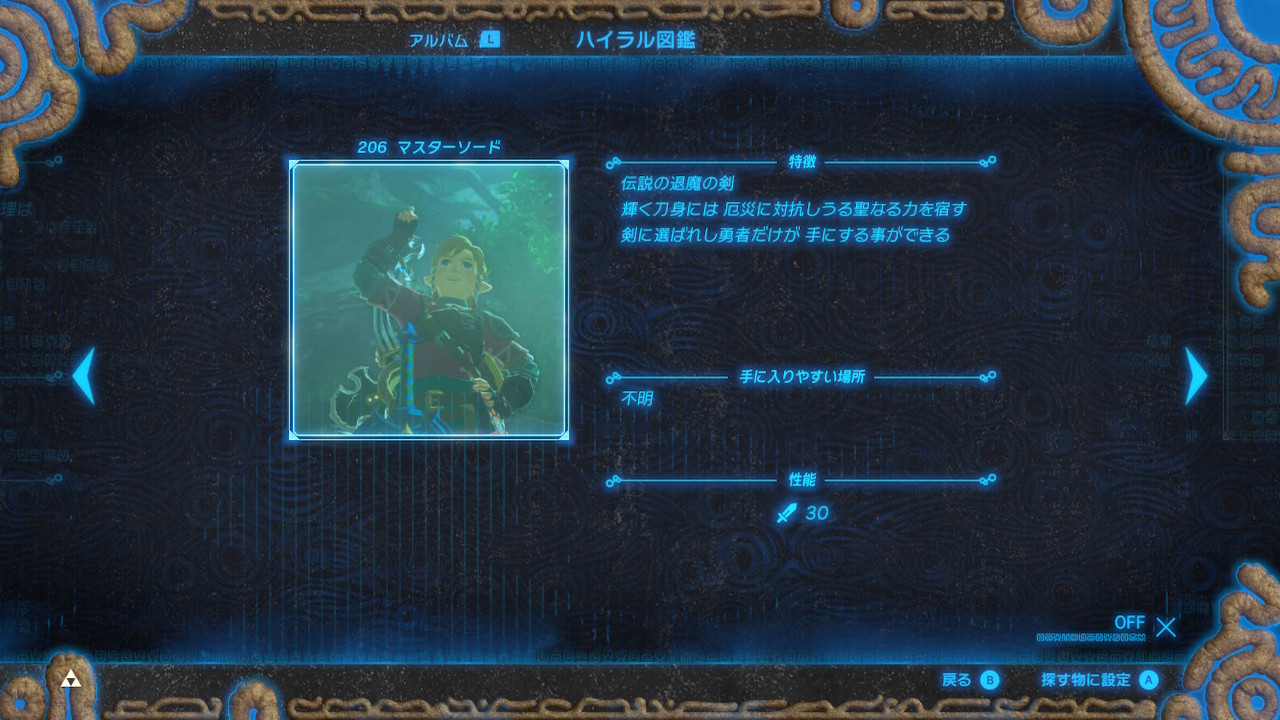 アルバム L
ハイラル図鑑
206 マスターソード
特徴
伝説の退魔の剣
輝く刀身には 厄災に対抗しうる聖なる力を宿す
剣に選ばれし勇者だけが 手にする事ができる
手に入りやすい場所
不明
性能
30
OFF
戻る B
探す物に設定 A